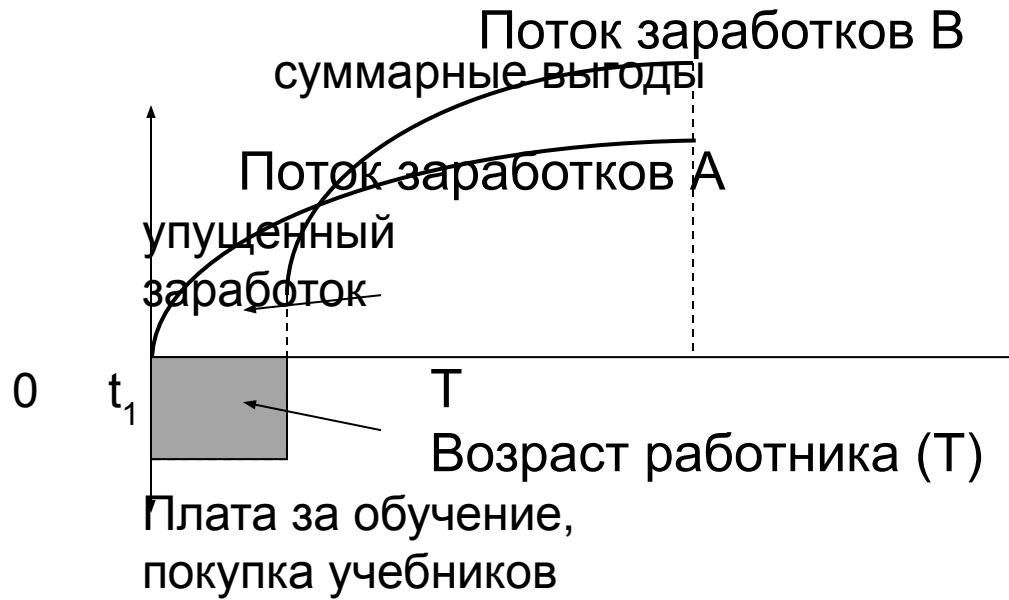 Поток заработков В
суммарные выгоды
Поток заработков А
упущенный
заработок
0 t₁ Т
Возраст работника (Т)
Плата за обучение,
покупка учебников